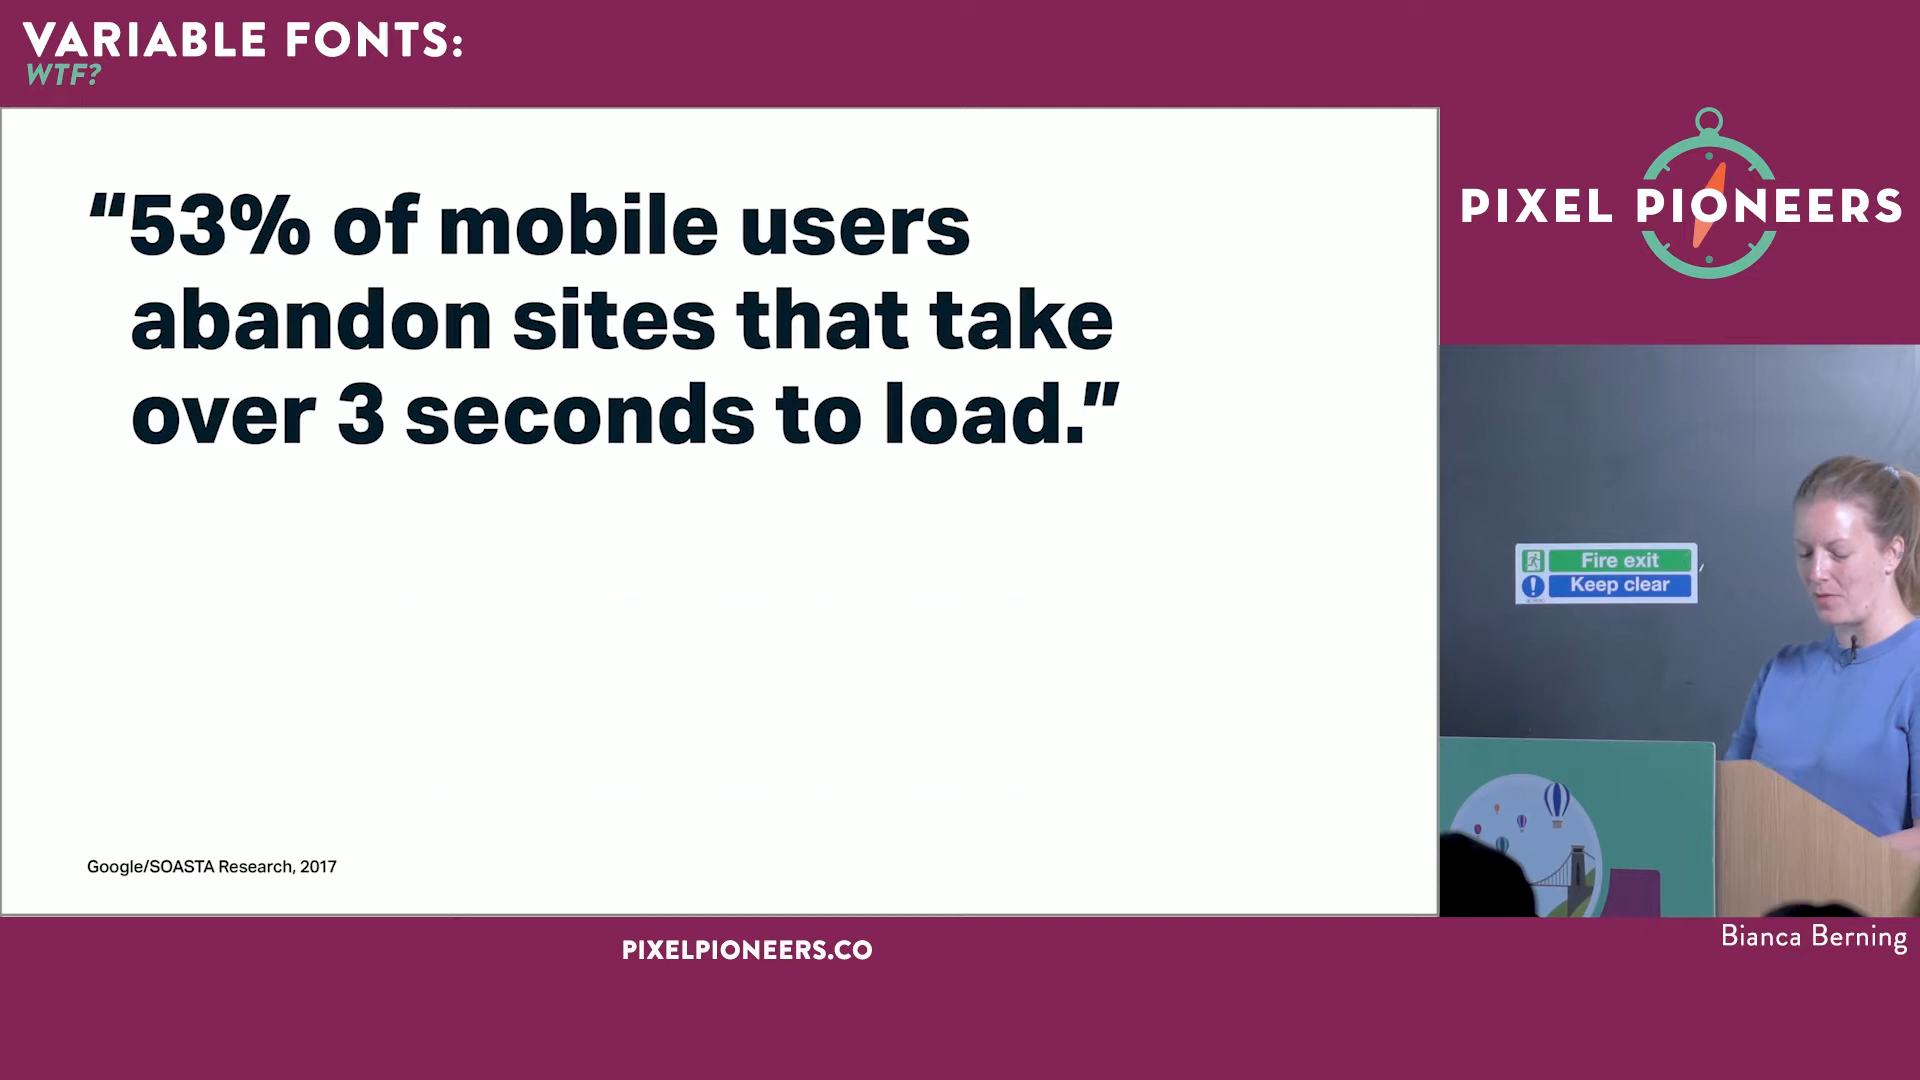 VARIABLE FONTS:
WTF?
“53% of mobile users
abandon sites that take
over 3 seconds to load.”
Google/SOASTA Research, 2017
PIXEL PIONEERS
Fire exit
Keep clear
Bianca Berning
PIXELPIONEERS.CO